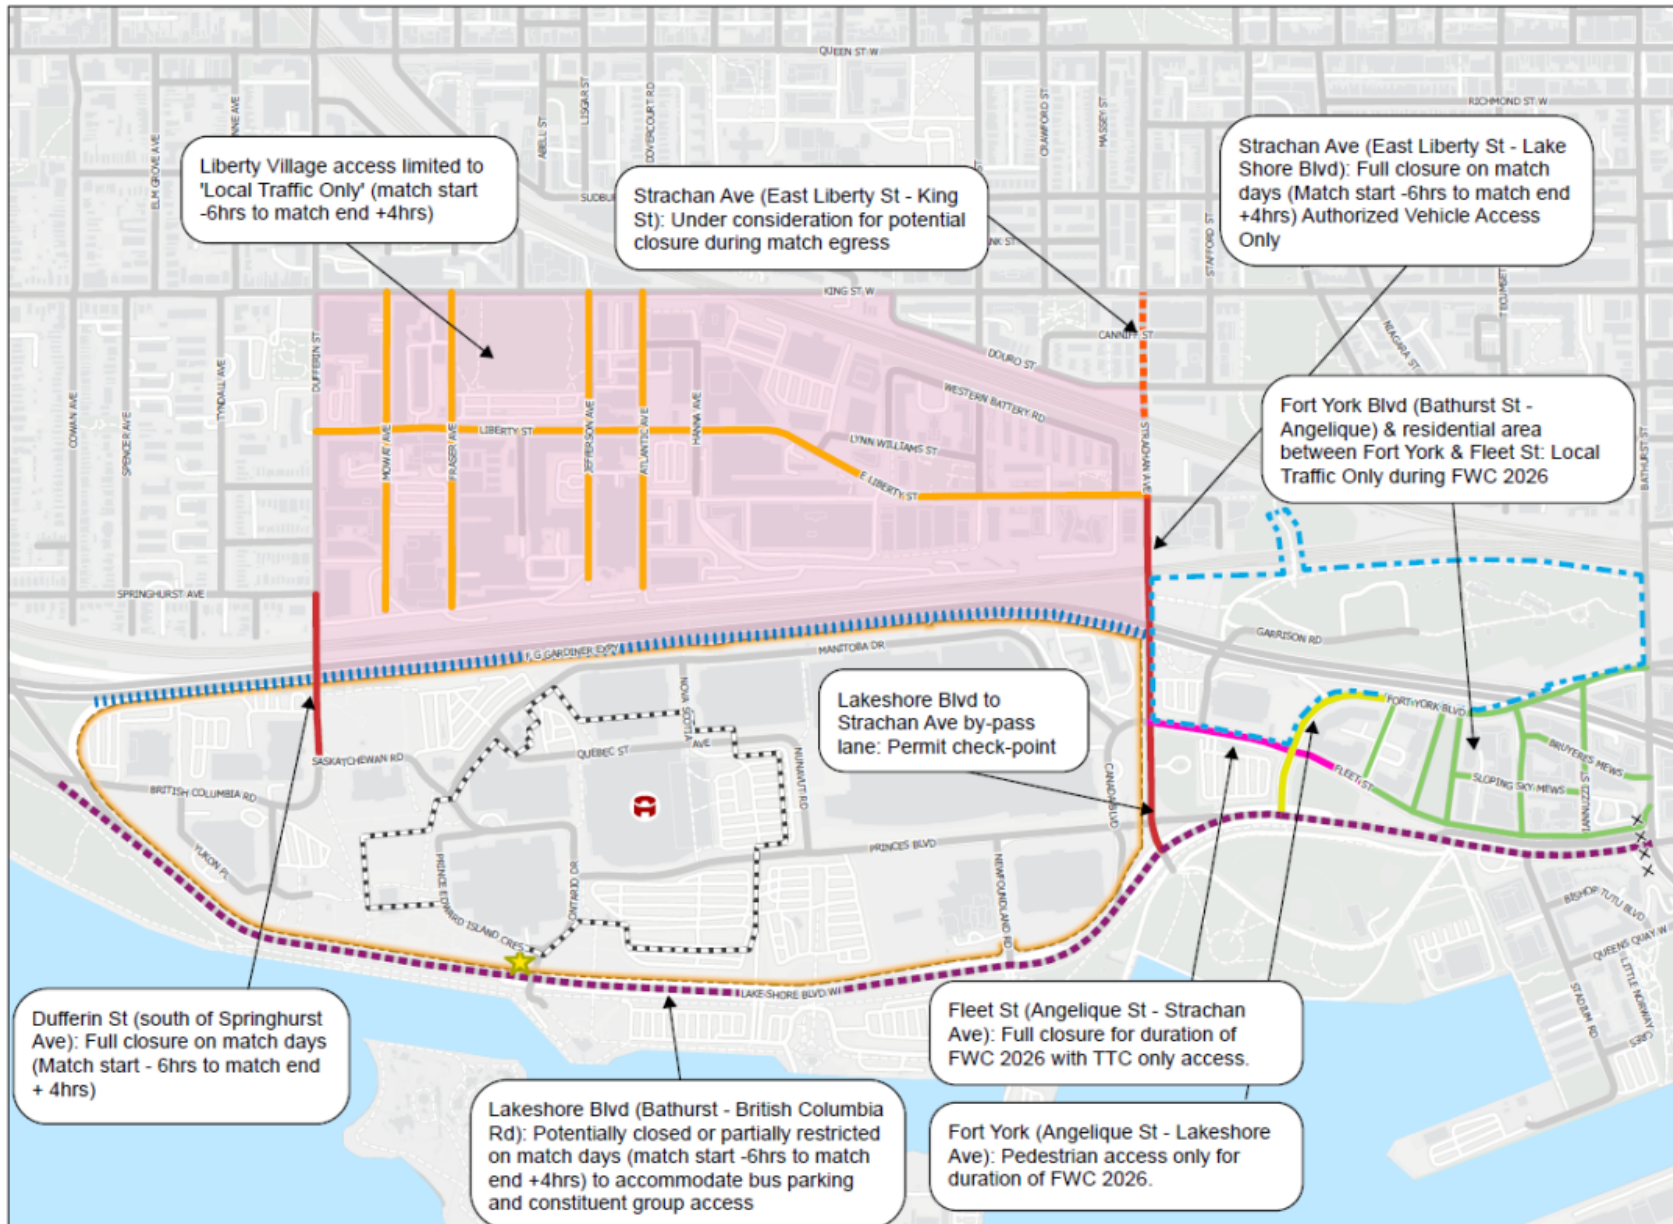 QUEEN ST W
RICHMOND ST W
ELM GROVE AVE
ABELL ST
LISGAR ST
DOVERCOURT RD
CRAWFORD ST
MASSEY ST
STAFFORD ST
Liberty Village access limited to
'Local Traffic Only' (match start
-6hrs to match end +4hrs)
Strachan Ave (East Liberty St - King
St): Under consideration for potential
closure during match egress
Strachan Ave (East Liberty St - Lake
Shore Blvd): Full closure on match
days (Match start -6hrs to match end
+4hrs) Authorized Vehicle Access
Only
KING ST W
CANNIFF ST
DOURO ST
NIAGARA ST
DUFFERIN ST
TYNDALL AVE
SPENCER AVE
COWAN AVE
MOWAT AVE
FRASER AVE
LIBERTY ST
JEFFERSON AVE
ATLANTIC AVE
HANNA AVE
WESTERN BATTERY RD
LYNN WILLIAMS ST
E LIBERTY ST
STRACHAN AVE
BATHURST ST
Fort York Blvd (Bathurst St -
Angelique) & residential area
between Fort York & Fleet St: Local
Traffic Only during FWC 2026
SPRINGHURST AVE
GARRISON RD
F G GARDINER EXPY
MANITOBA DR
Lakeshore Blvd to
Strachan Ave by-pass
lane: Permit check-point
FORT YORK BLVD
NOVA SCOTIA
AVE
QUEBEC ST
NUNAVUT RD
SASKATCHEWAN RD
BRITISH COLUMBIA RD
YUKON PL
CANADA BLVD
FLEET ST
BRUYERES MEWS
SLOPING SKY MEWS
IANNUZZI ST
PRINCES BLVD
PRINCE EDWARD ISLAND CRES
ONTARIO DR
NEWFOUNDLAND RD
LAKE SHORE BLVD W
BISHOP TUTU BLVD
QUEENS QUAY W
STADIUM RD
LITTLE NORWAY
CRES
Dufferin St (south of Springhurst
Ave): Full closure on match days
(Match start - 6hrs to match end
+ 4hrs)
Lakeshore Blvd (Bathurst - British Columbia
Rd): Potentially closed or partially restricted
on match days (match start -6hrs to match
end +4hrs) to accommodate bus parking
and constituent group access
Fleet St (Angelique St - Strachan
Ave): Full closure for duration of
FWC 2026 with TTC only access.
Fort York (Angelique St - Lakeshore
Ave): Pedestrian access only for
duration of FWC 2026.